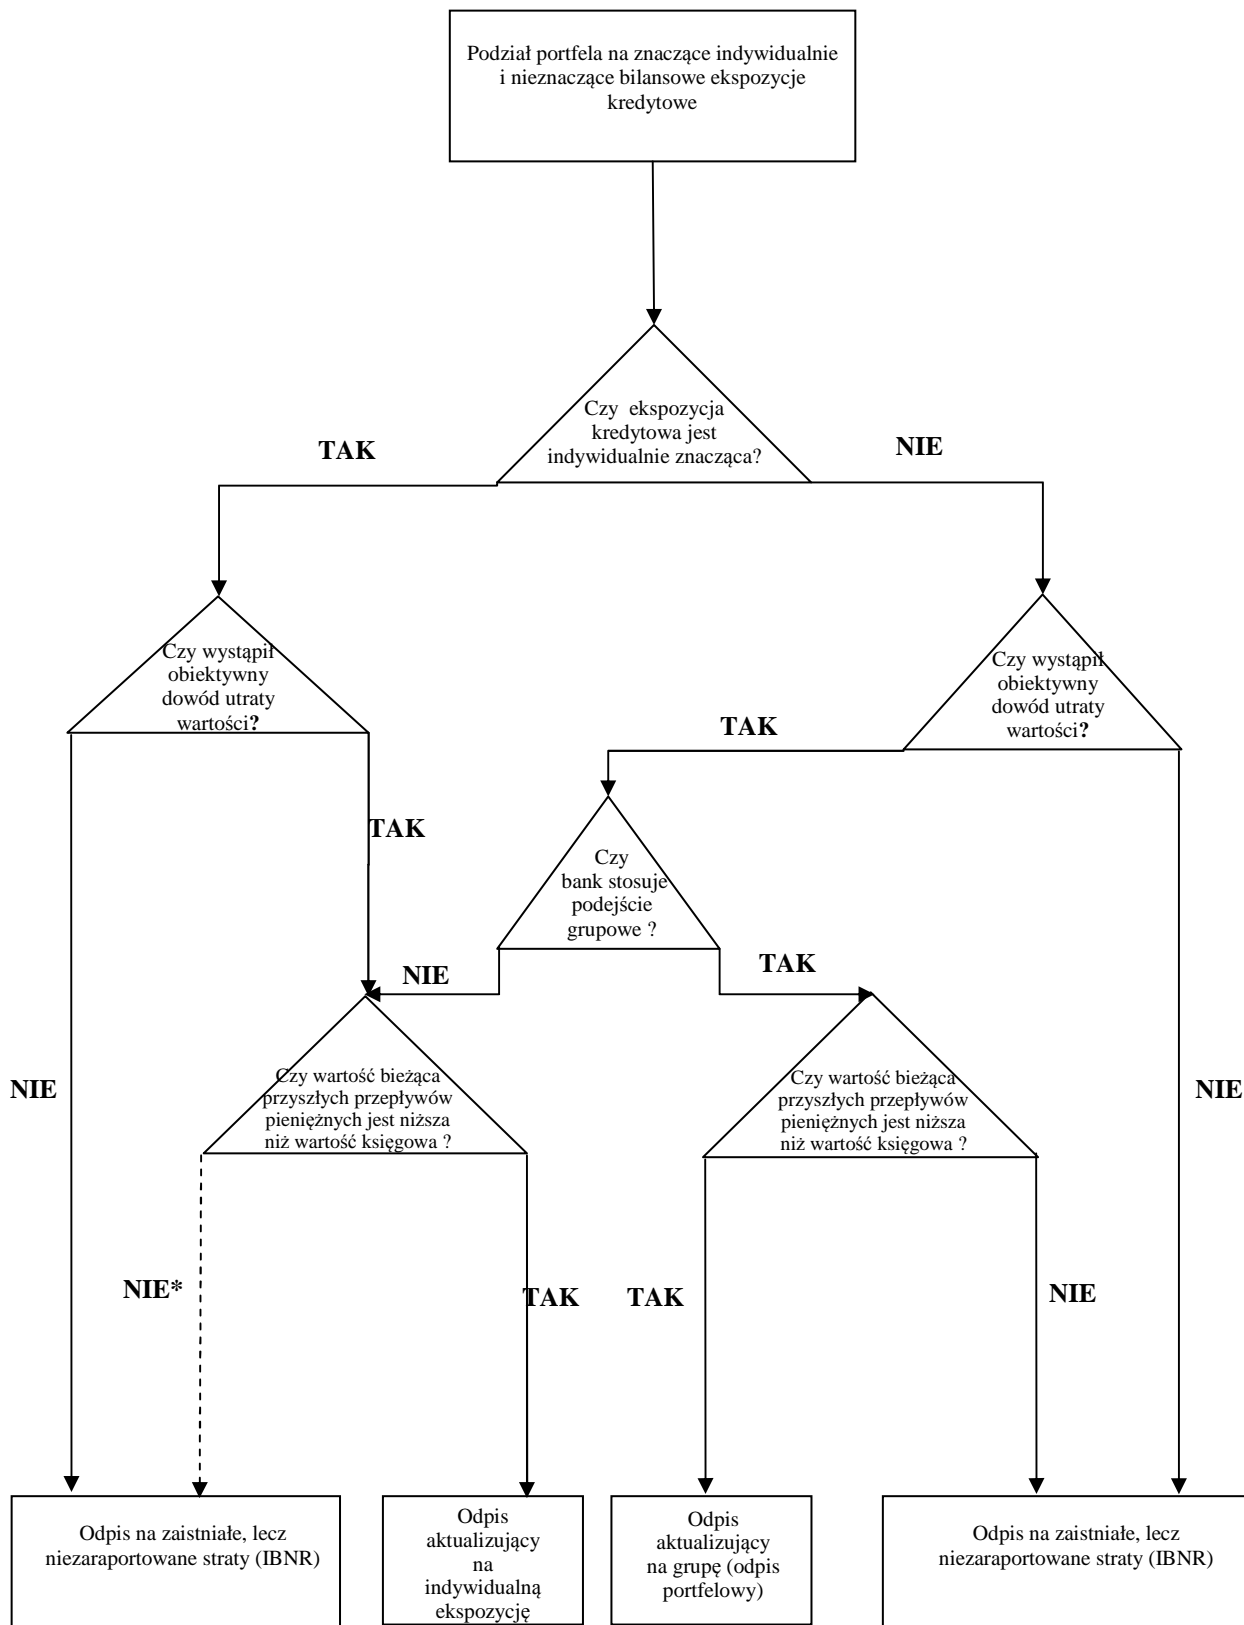 Podział portfela na znaczące indywidualnie
i nieznaczące bilansowe ekspozycje
kredytowe
Czy ekspozycja
kredytowa jest
indywidualnie znacząca?
TAK
NIE
Czy wystąpił
obiektywny
dowód utraty
wartości?
Czy wystąpił
obiektywny
dowód utraty
wartości?
TAK
TAK
Czy
bank stosuje
podejście
grupowe ?
NIE
TAK
NIE
Czy wartość bieżąca
przyszłych przepływów
pieniężnych jest niższa
niż wartość księgowa ?
Czy wartość bieżąca
przyszłych przepływów
pieniężnych jest niższa
niż wartość księgowa ?
NIE
NIE*
TAK
TAK
NIE
Odpis na zaistniałe, lecz
niezaraportowane straty (IBNR)
Odpis
aktualizujący
na
indywidualną
ekspozycję
Odpis
aktualizujący
na grupę (odpis
portfelowy)
Odpis na zaistniałe, lecz
niezaraportowane straty (IBNR)